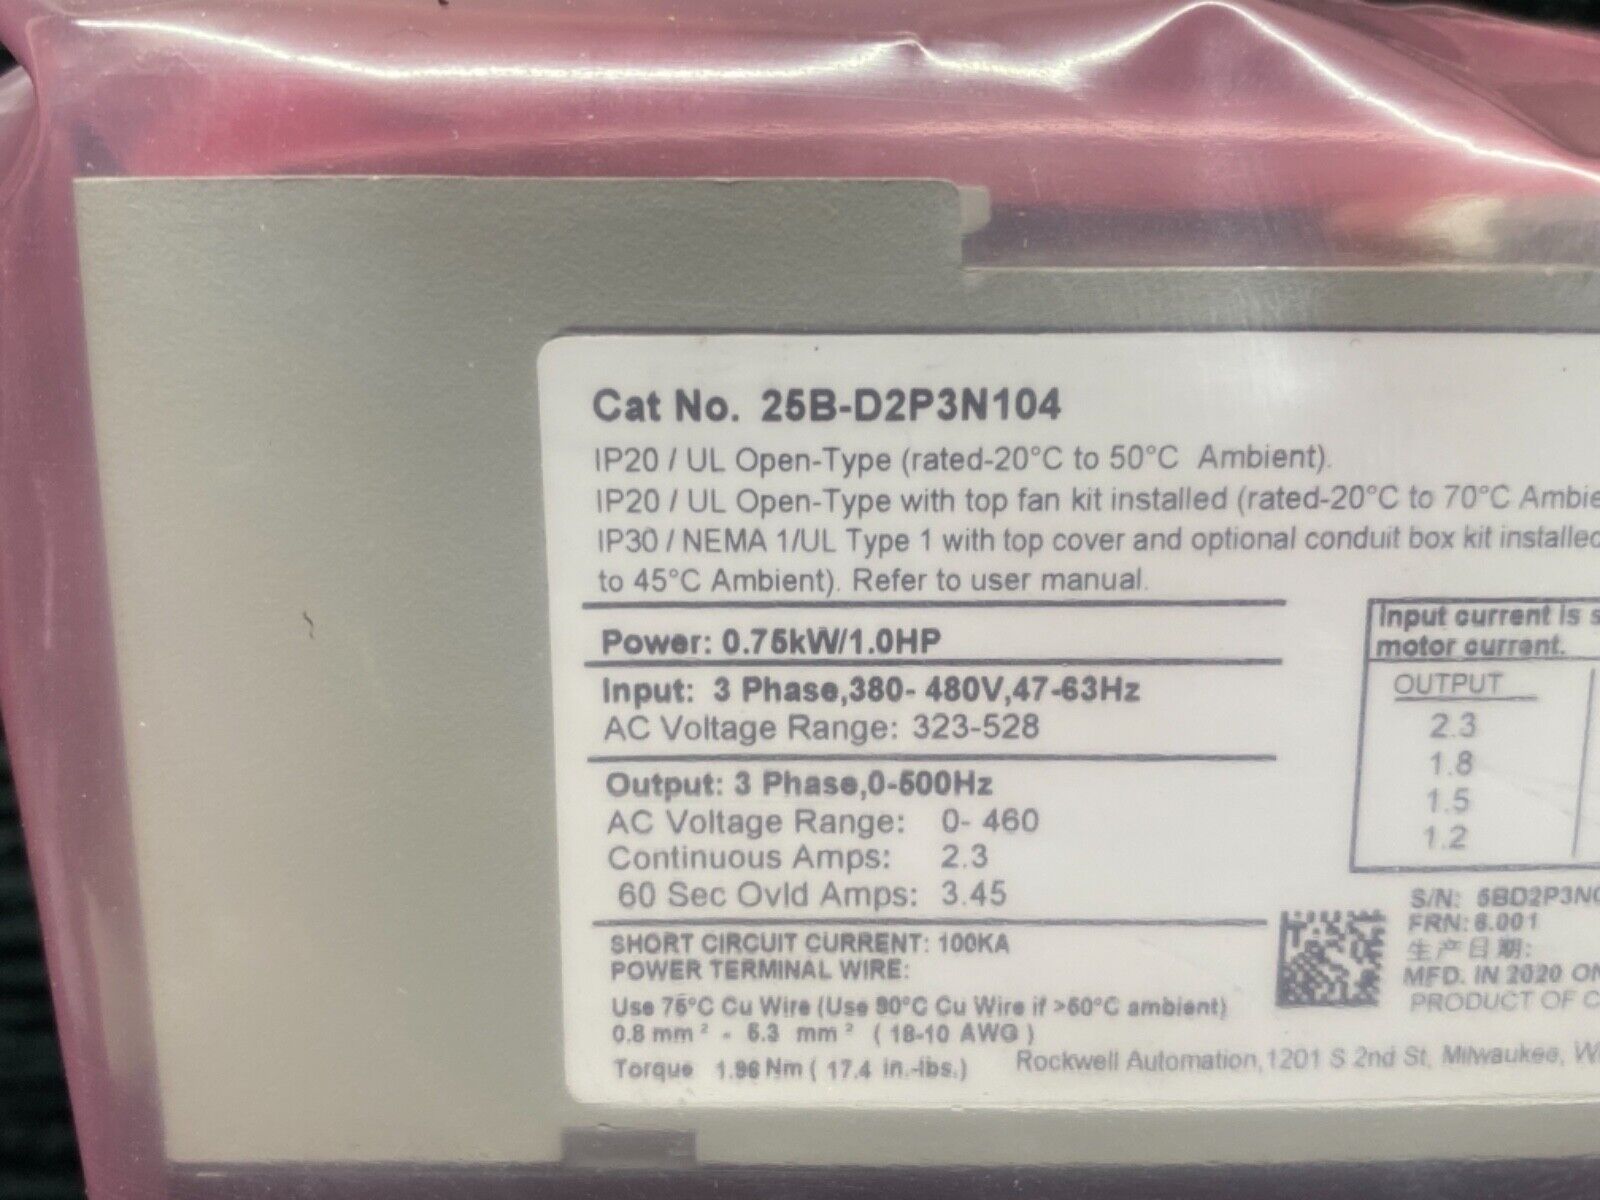 Cat No. 25B-D2P3N104
IP20 / UL Open-Type (rated-20°C to 50°C Ambient).
IP20 / UL Open-Type with top fan kit installed (rated-20°C to 70°C Ambie
IP30 / NEMA 1/UL Type 1 with top cover and optional conduit box kit installed
to 45°C Ambient). Refer to user manual.
Power: 0.75kW/1.0HP
Input: 3 Phase,380- 480V,47-63Hz
AC Voltage Range: 323-528
Output: 3 Phase,0-500Hz
AC Voltage Range: 0- 460
Continuous Amps: 2.3
60 Sec Ovld Amps: 3.45
SHORT CIRCUIT CURRENT: 100KA
POWER TERMINAL WIRE:
Use 75°C Cu Wire (Use 90°C Cu Wire if >50°C ambient)
0.8 mm² - 5.3 mm² ( 18-10 AWG )
Torque 1.96 Nm ( 17.4 in.-lbs.)
Input current is s
motor current.
OUTPUT
2.3
1.8
1.5
1.2
S/N: 5BD2P3N
FRN: 6.001
生产日期:
MFD. IN 2020 ON
PRODUCT OF C
Rockwell Automation, 1201 S 2nd St, Milwaukee, W